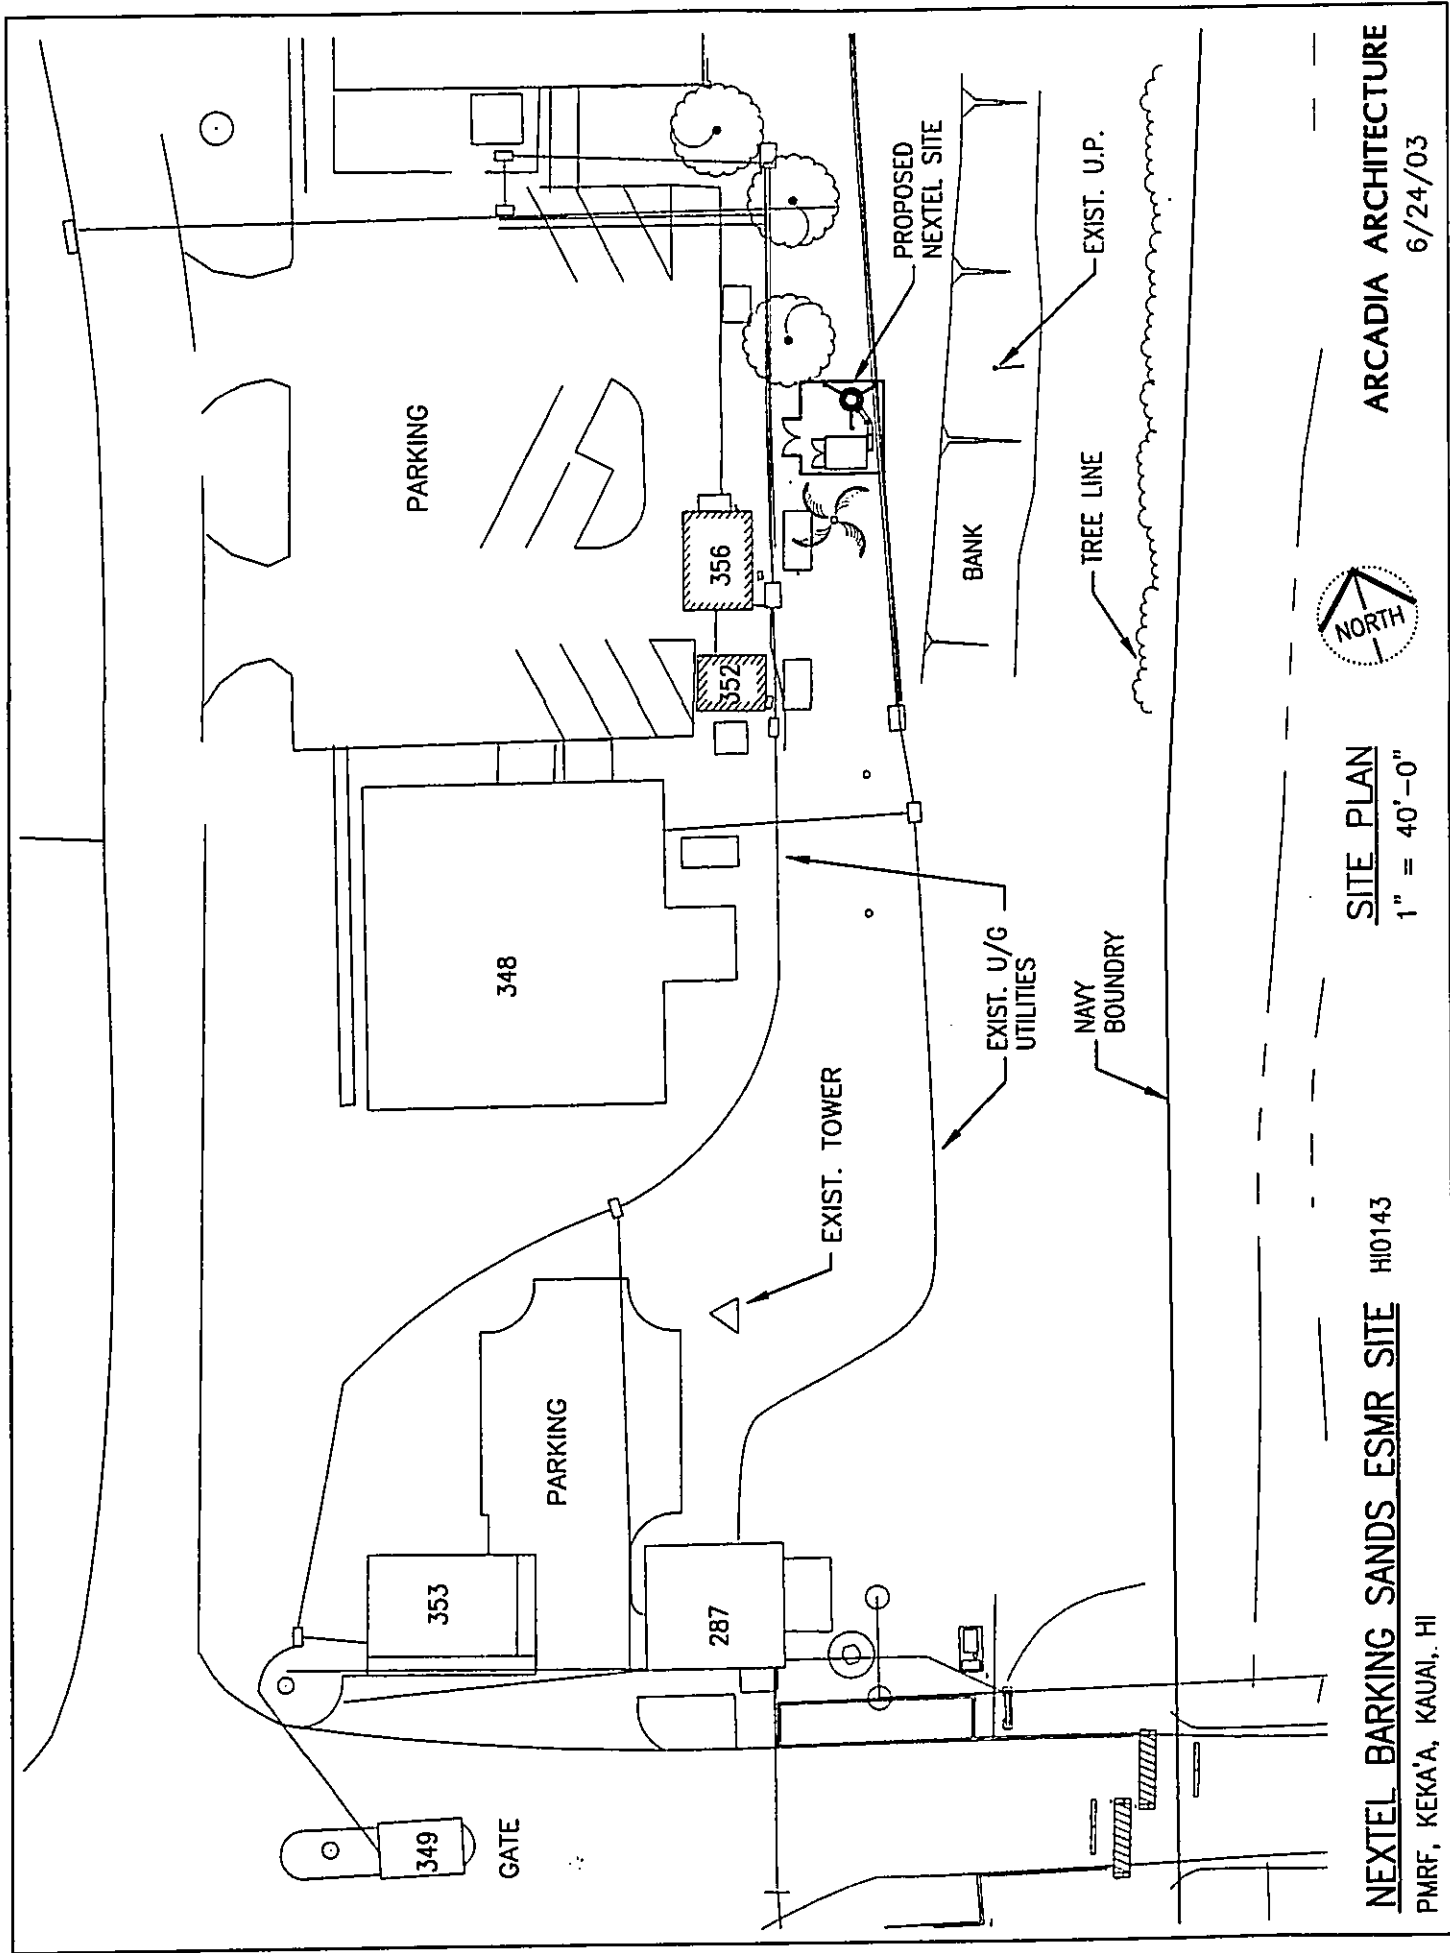 PARKING
PROPOSED
NEXTEL SITE
EXIST. U.P.
356
352
BANK
TREE LINE
348
EXIST. U/G
UTILITIES
NAVY
BOUNDRY
EXIST. TOWER
PARKING
353
287
349
GATE
NORTH
NEXTEL BARKING SANDS ESMR SITE HI0143
PMRF, KEKA'A, KAUAI,. HI
SITE PLAN
1" = 40'-0"
ARCADIA ARCHITECTURE
6/24/03